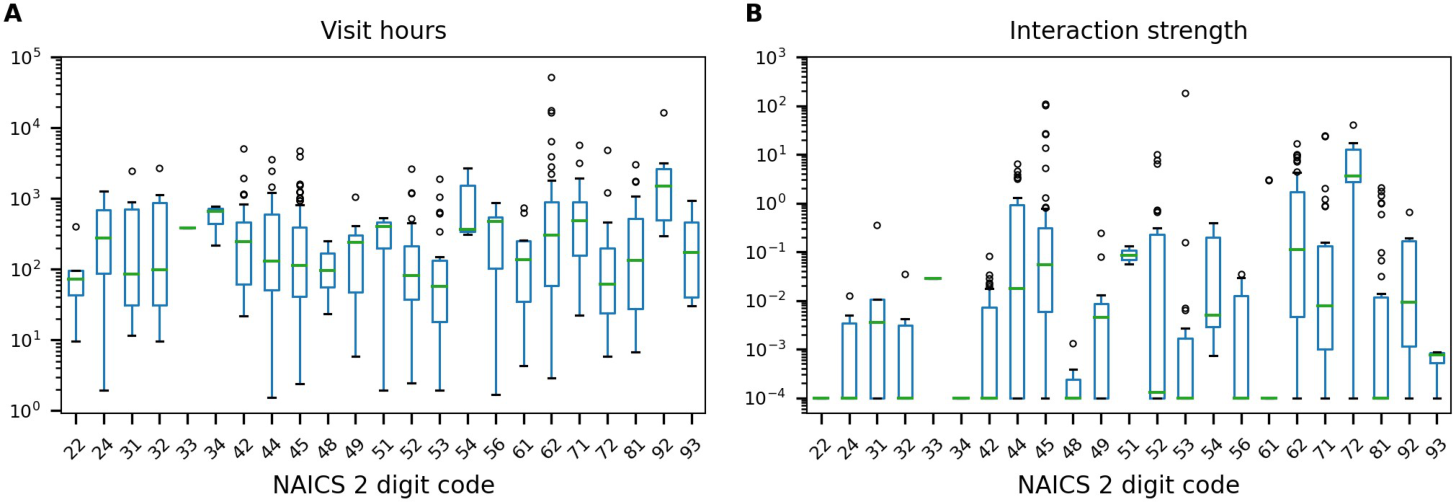 A
Visit hours
10^5
10^4
10^3
10^2
10^1
10^0
22 24 31 32 33 34 42 44 45 48 49 51 52 53 54 56 61 62 71 72 81 92 93
NAICS 2 digit code
B
Interaction strength
10^3
10^2
10^1
10^0
10^−1
10^−2
10^−3
10^−4
22 24 31 32 33 34 42 44 45 48 49 51 52 53 54 56 61 62 71 72 81 92 93
NAICS 2 digit code